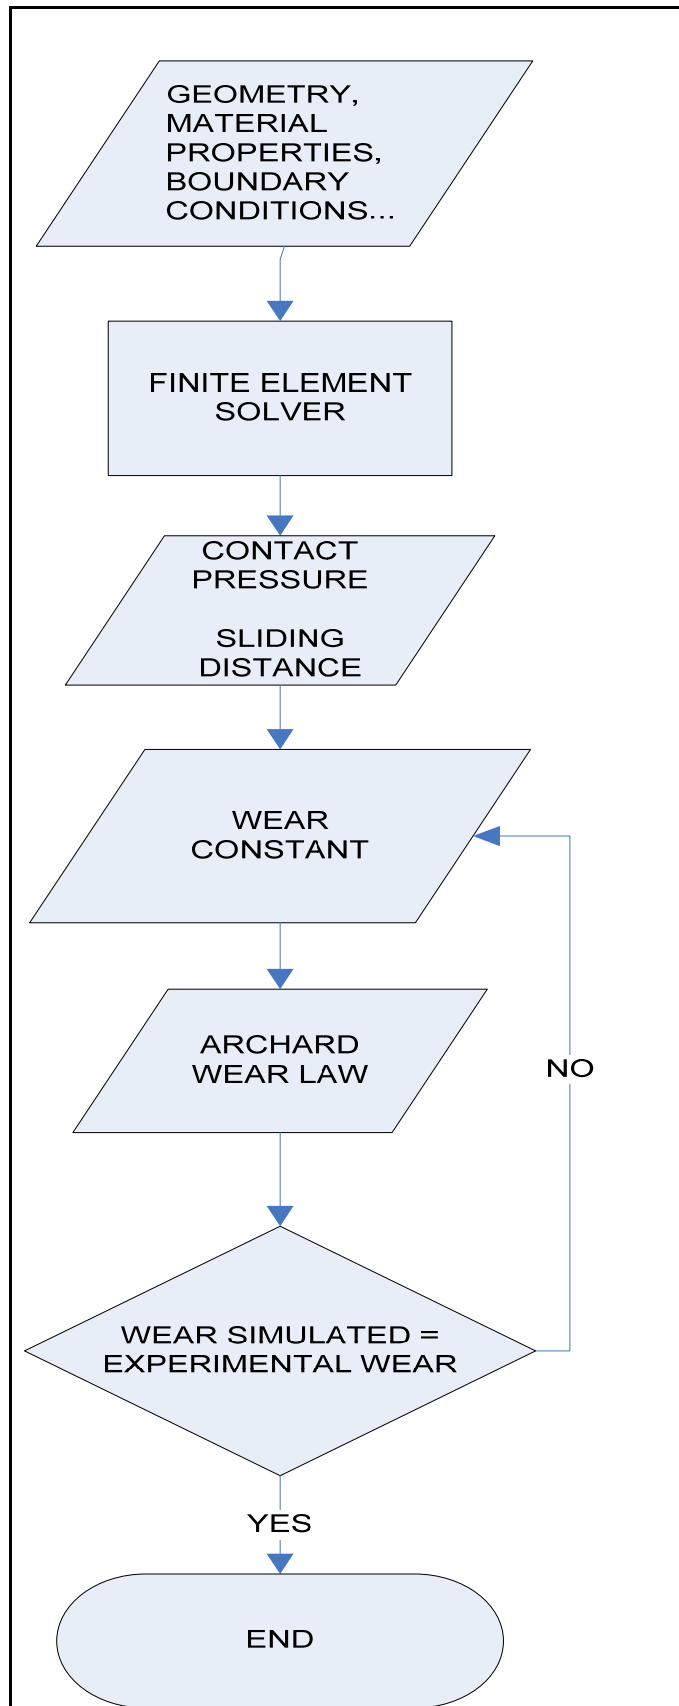 GEOMETRY,
MATERIAL
PROPERTIES,
BOUNDARY
CONDITIONS...
FINITE ELEMENT
SOLVER
CONTACT
PRESSURE
SLIDING
DISTANCE
WEAR
CONSTANT
ARCHARD
WEAR LAW
NO
WEAR SIMULATED =
EXPERIMENTAL WEAR
YES
END